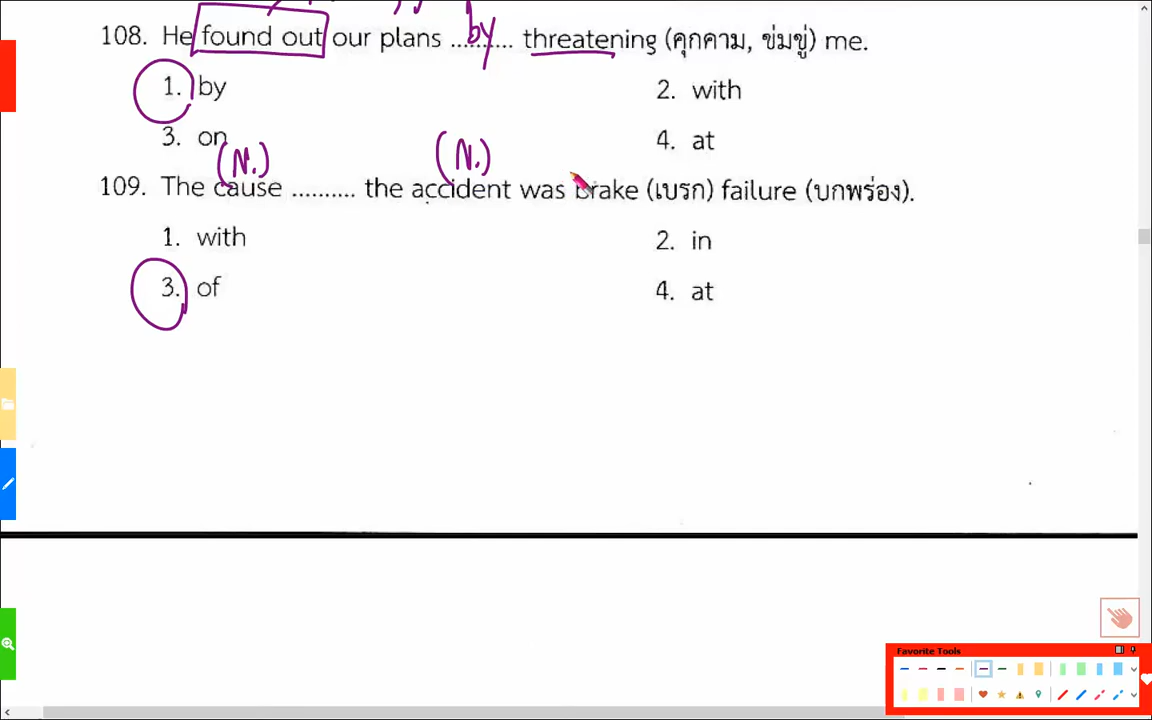 108. He found out our plans ....by.... threatening (คุกคาม, ข่มขู่) me.
1. by 2. with
3. on 4. at
(N.) (N.)
109. The cause .......... the accident was brake (เบรก) failure (บกพร่อง).
1. with 2. in
3. of 4. at
Favorite Tools